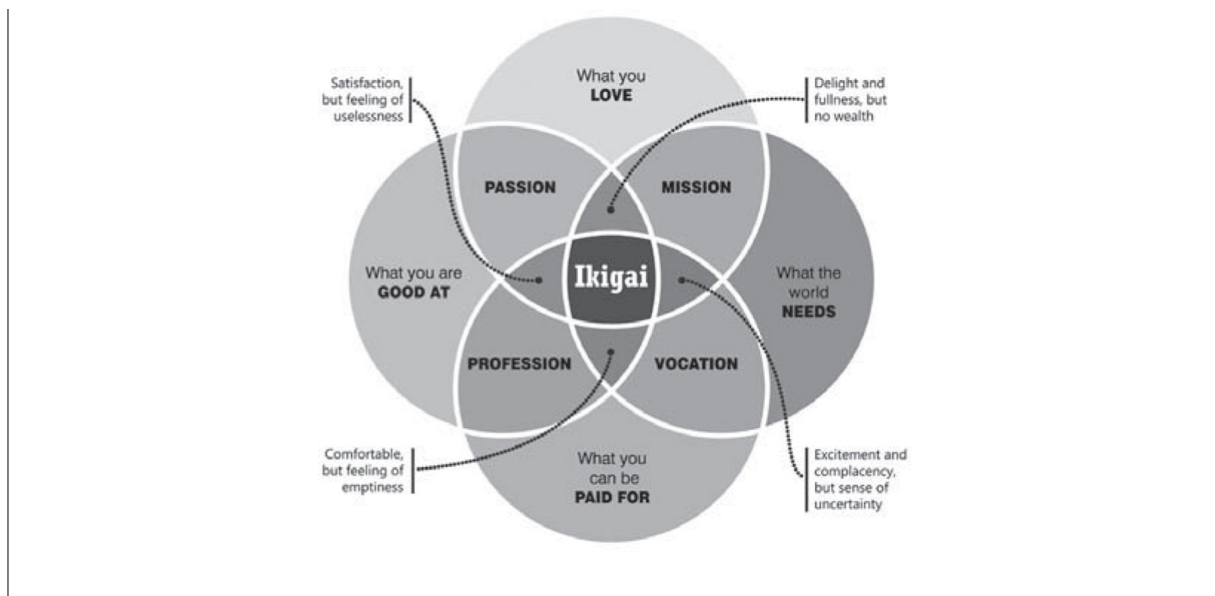 What you
LOVE
Satisfaction,
but feeling of
uselessness
Delight and
fullness, but
no wealth
PASSION
MISSION
What you are
GOOD AT
Ikigai
What the
world
NEEDS
PROFESSION
VOCATION
Comfortable,
but feeling of
emptiness
What you
can be
PAID FOR
Excitement and
complacency,
but sense of
uncertainty